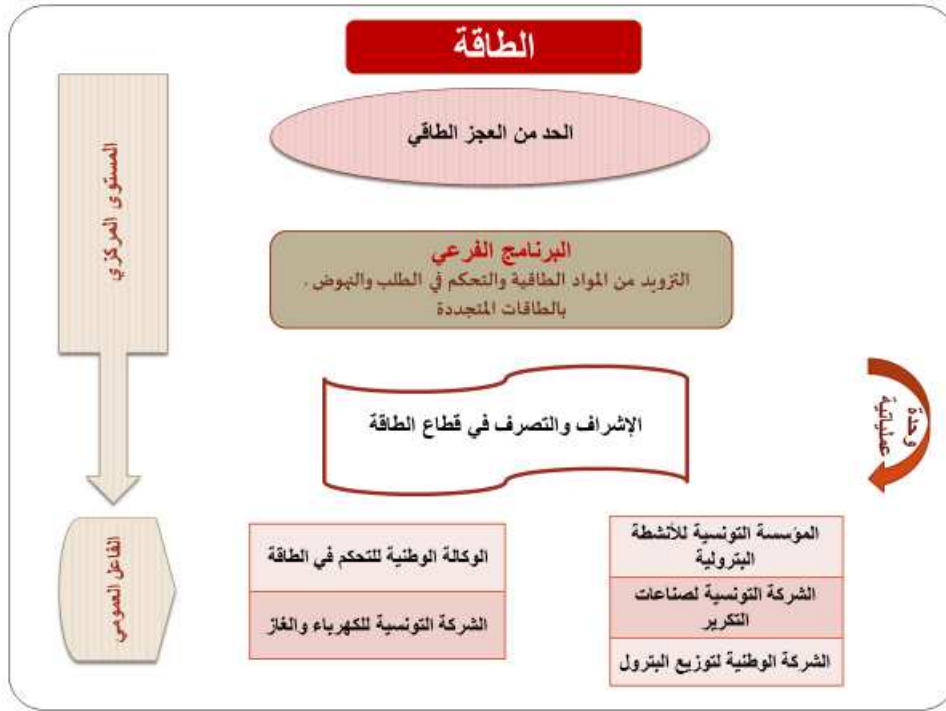 الطاقة
الحد من العجز الطاقي
المستوى المركزي
البرنامج الفرعي
التزويد من المواد الطاقية والتحكم في الطلب والنهوض .
بالطاقات المتجددة
الإشراف والتصرف في قطاع الطاقة
وحدة
عملياتية
الفاعل العمومي
المؤسسة التونسية للأنشطة
البترولية
الشركة التونسية لصناعات
التكرير
الشركة الوطنية لتوزيع البترول
الوكالة الوطنية للتحكم في الطاقة
الشركة التونسية للكهرباء والغاز